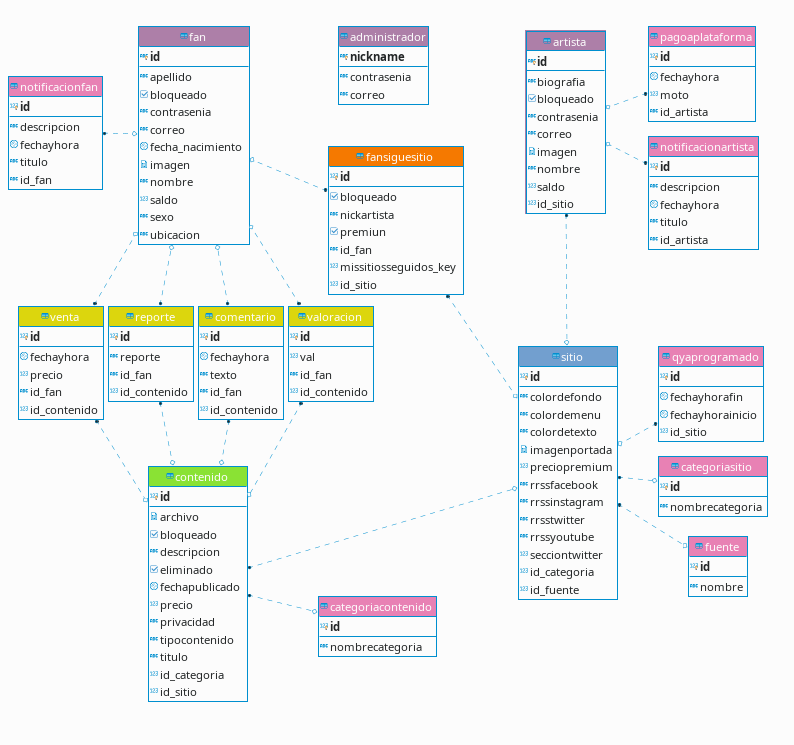 fan
id
apellido
bloqueado
contrasenia
correo
fecha_nacimiento
imagen
nombre
saldo
sexo
ubicacion
administrador
nickname
contrasenia
correo
artista
id
biografia
bloqueado
contrasenia
correo
imagen
nombre
saldo
id_sitio
pagoaplataforma
id
fechayhora
moto
id_artista
notificacionfan
id
descripcion
fechayhora
titulo
id_fan
notificacionartista
id
descripcion
fechayhora
titulo
id_artista
fansiguesitio
id
bloqueado
nickartista
premiun
id_fan
missitiosseguidos_key
id_sitio
venta
id
fechayhora
precio
id_fan
id_contenido
reporte
id
reporte
id_fan
id_contenido
comentario
id
fechayhora
texto
id_fan
id_contenido
valoracion
id
val
id_fan
id_contenido
sitio
id
colordefondo
colordemenu
colordetexto
imagenportada
preciopremium
rrssfacebook
rrssinstagram
rrsstwitter
rrssyoutube
secciontwitter
id_categoria
id_fuente
qyaprogramado
id
fechayhorafin
fechayhorainicio
id_sitio
categoriasitio
id
nombrecategoria
fuente
id
nombre
contenido
id
archivo
bloqueado
descripcion
eliminado
fechapublicado
precio
privacidad
tipocontenido
titulo
id_categoria
id_sitio
categoriacontenido
id
nombrecategoria